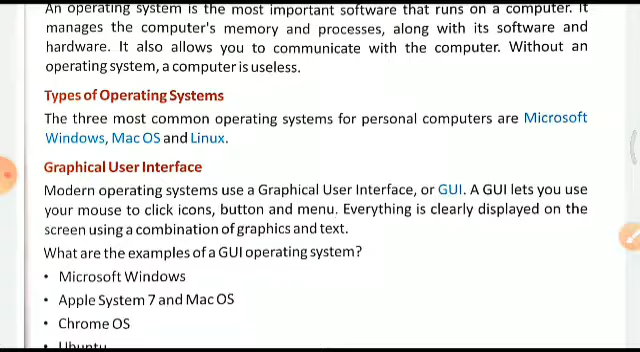 An operating system is the most important software that runs on a computer. It
manages the computer's memory and processes, along with its software and
hardware. It also allows you to communicate with the computer. Without an
operating system, a computer is useless.
Types of Operating Systems
The three most common operating systems for personal computers are Microsoft
Windows, Mac OS and Linux.
Graphical User Interface
Modern operating systems use a Graphical User Interface, or GUI. A GUI lets you use
your mouse to click icons, button and menu. Everything is clearly displayed on the
screen using a combination of graphics and text.
What are the examples of a GUI operating system?
• Microsoft Windows
• Apple System 7 and Mac OS
• Chrome OS
• Ubuntu